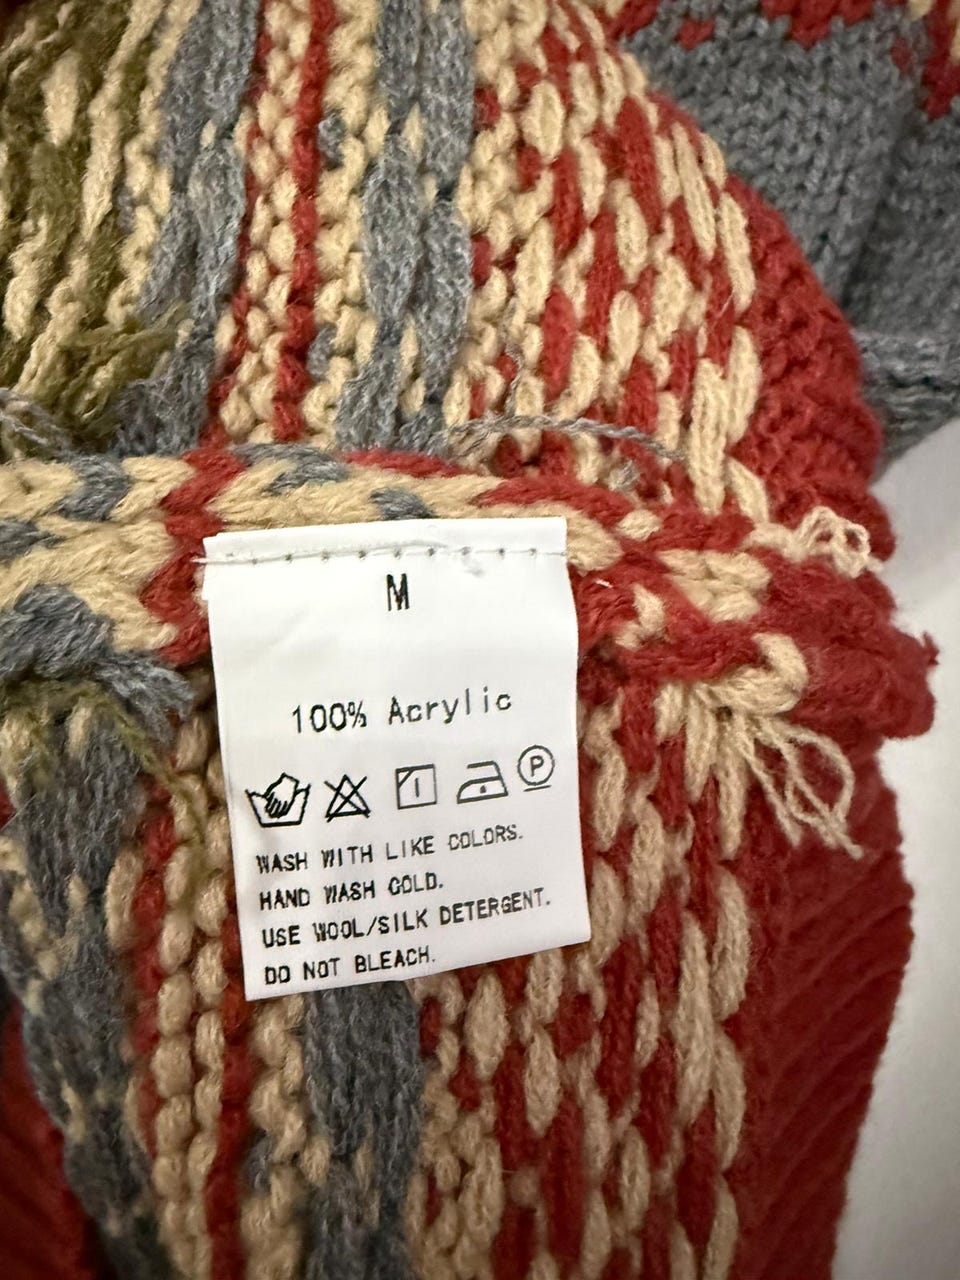 M
100% Acrylic
P
WASH WITH LIKE COLORS.
HAND WASH COLD.
USE WOOL/SILK DETERGENT.
DO NOT BLEACH.